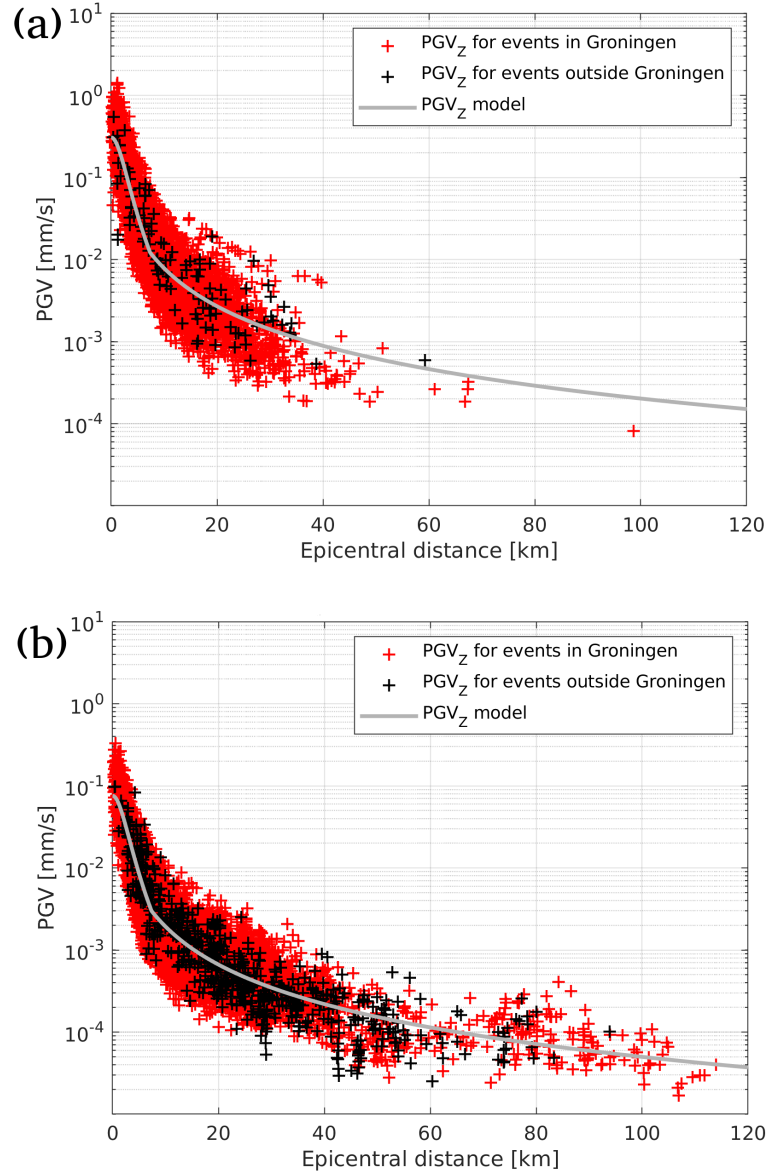 (a)
10^1
10^0
10^-1
10^-2
10^-3
10^-4
PGV [mm/s]
PGV_Z for events in Groningen
PGV_Z for events outside Groningen
PGV_Z model
0 20 40 60 80 100 120
Epicentral distance [km]
(b)
10^1
10^0
10^-1
10^-2
10^-3
10^-4
PGV [mm/s]
PGV_Z for events in Groningen
PGV_Z for events outside Groningen
PGV_Z model
0 20 40 60 80 100 120
Epicentral distance [km]